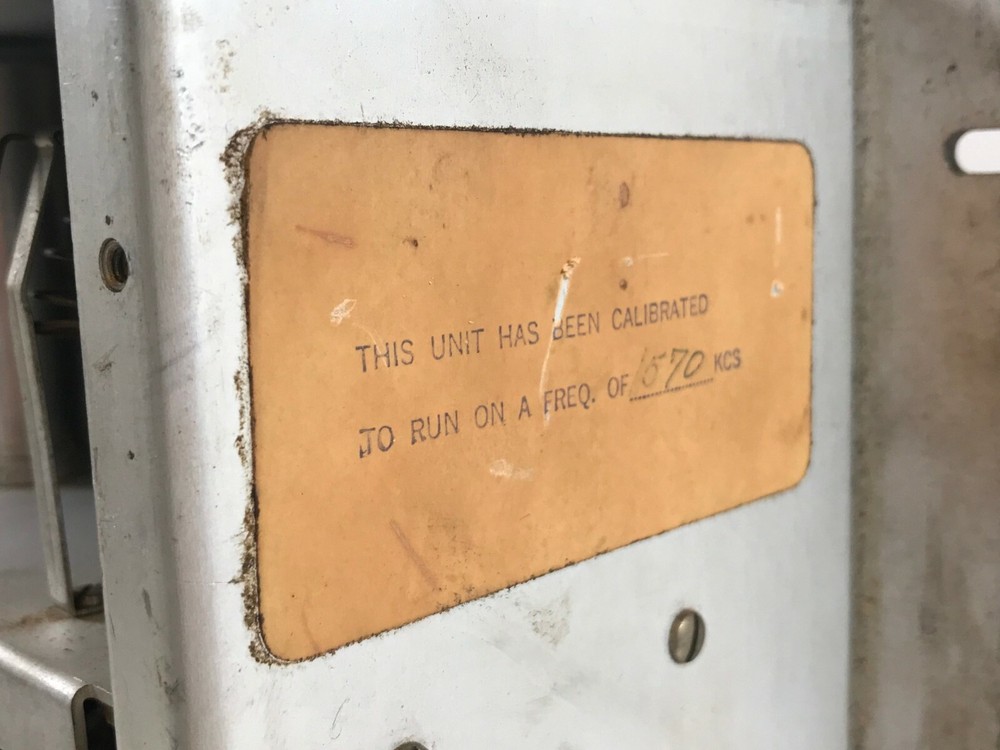 THIS UNIT HAS BEEN CALIBRATED
TO RUN ON A FREQ. OF 1570 KCS